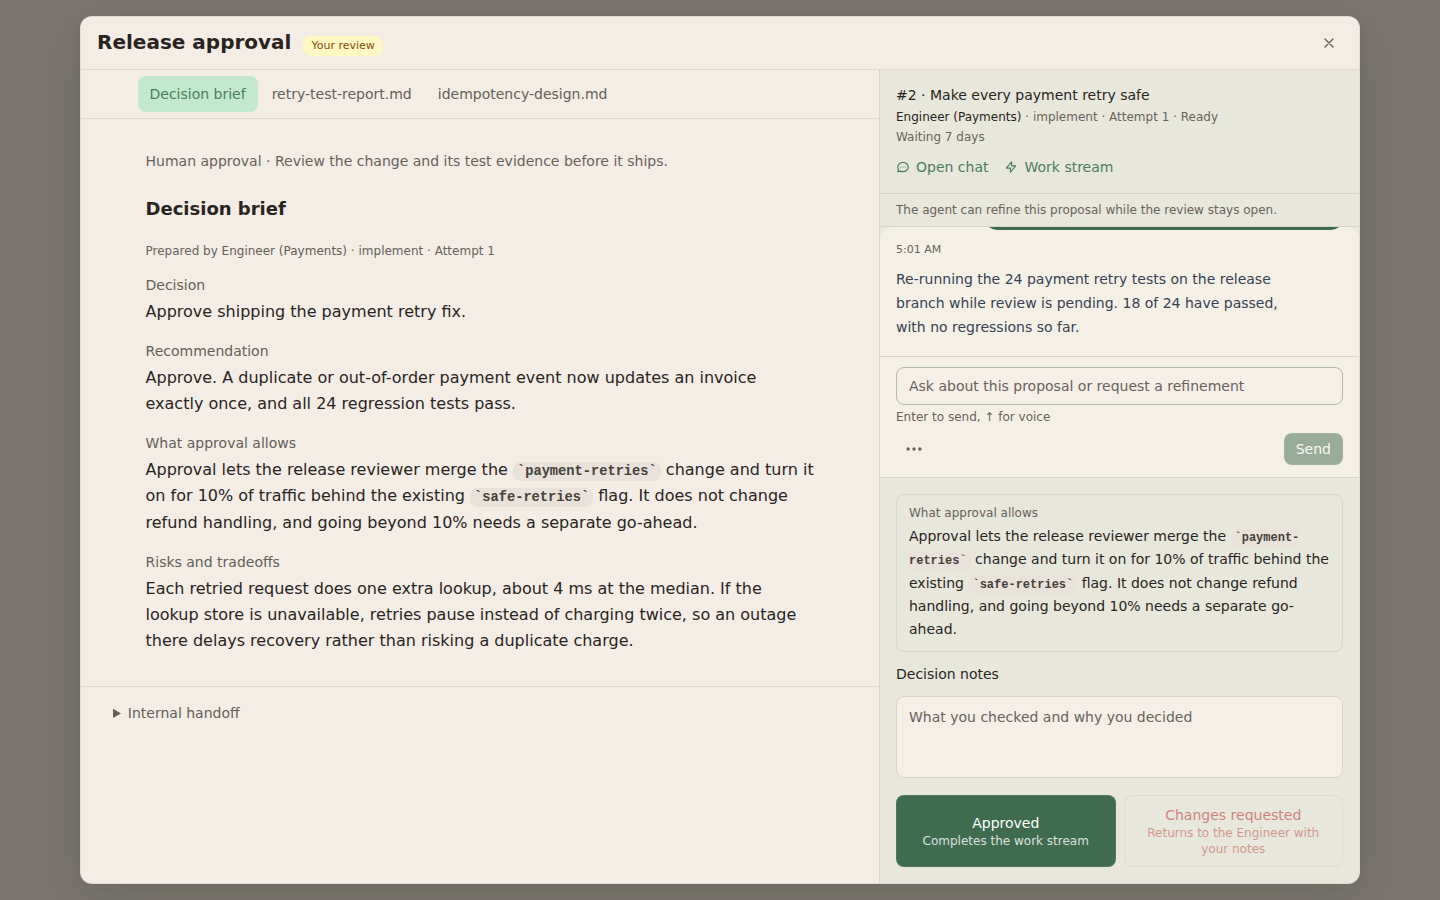 Release approval
Your review
Decision brief
retry-test-report.md
idempotency-design.md
Human approval · Review the change and its test evidence before it ships.
Decision brief
Prepared by Engineer (Payments) · implement · Attempt 1
Decision
Approve shipping the payment retry fix.
Recommendation
Approve. A duplicate or out-of-order payment event now updates an invoice
exactly once, and all 24 regression tests pass.
What approval allows
Approval lets the release reviewer merge the `payment-retries` change and turn it
on for 10% of traffic behind the existing `safe-retries` flag. It does not change
refund handling, and going beyond 10% needs a separate go-ahead.
Risks and tradeoffs
Each retried request does one extra lookup, about 4 ms at the median. If the
lookup store is unavailable, retries pause instead of charging twice, so an outage
there delays recovery rather than risking a duplicate charge.
Internal handoff
#2 · Make every payment retry safe
Engineer (Payments) · implement · Attempt 1 · Ready
Waiting 7 days
Open chat
Work stream
The agent can refine this proposal while the review stays open.
5:01 AM
Re-running the 24 payment retry tests on the release
branch while review is pending. 18 of 24 have passed,
with no regressions so far.
Ask about this proposal or request a refinement
Enter to send, ↑ for voice
Send
What approval allows
Approval lets the release reviewer merge the `payment-
retries` change and turn it on for 10% of traffic behind the
existing `safe-retries` flag. It does not change refund
handling, and going beyond 10% needs a separate go-
ahead.
Decision notes
What you checked and why you decided
Approved
Completes the work stream
Changes requested
Returns to the Engineer with
your notes